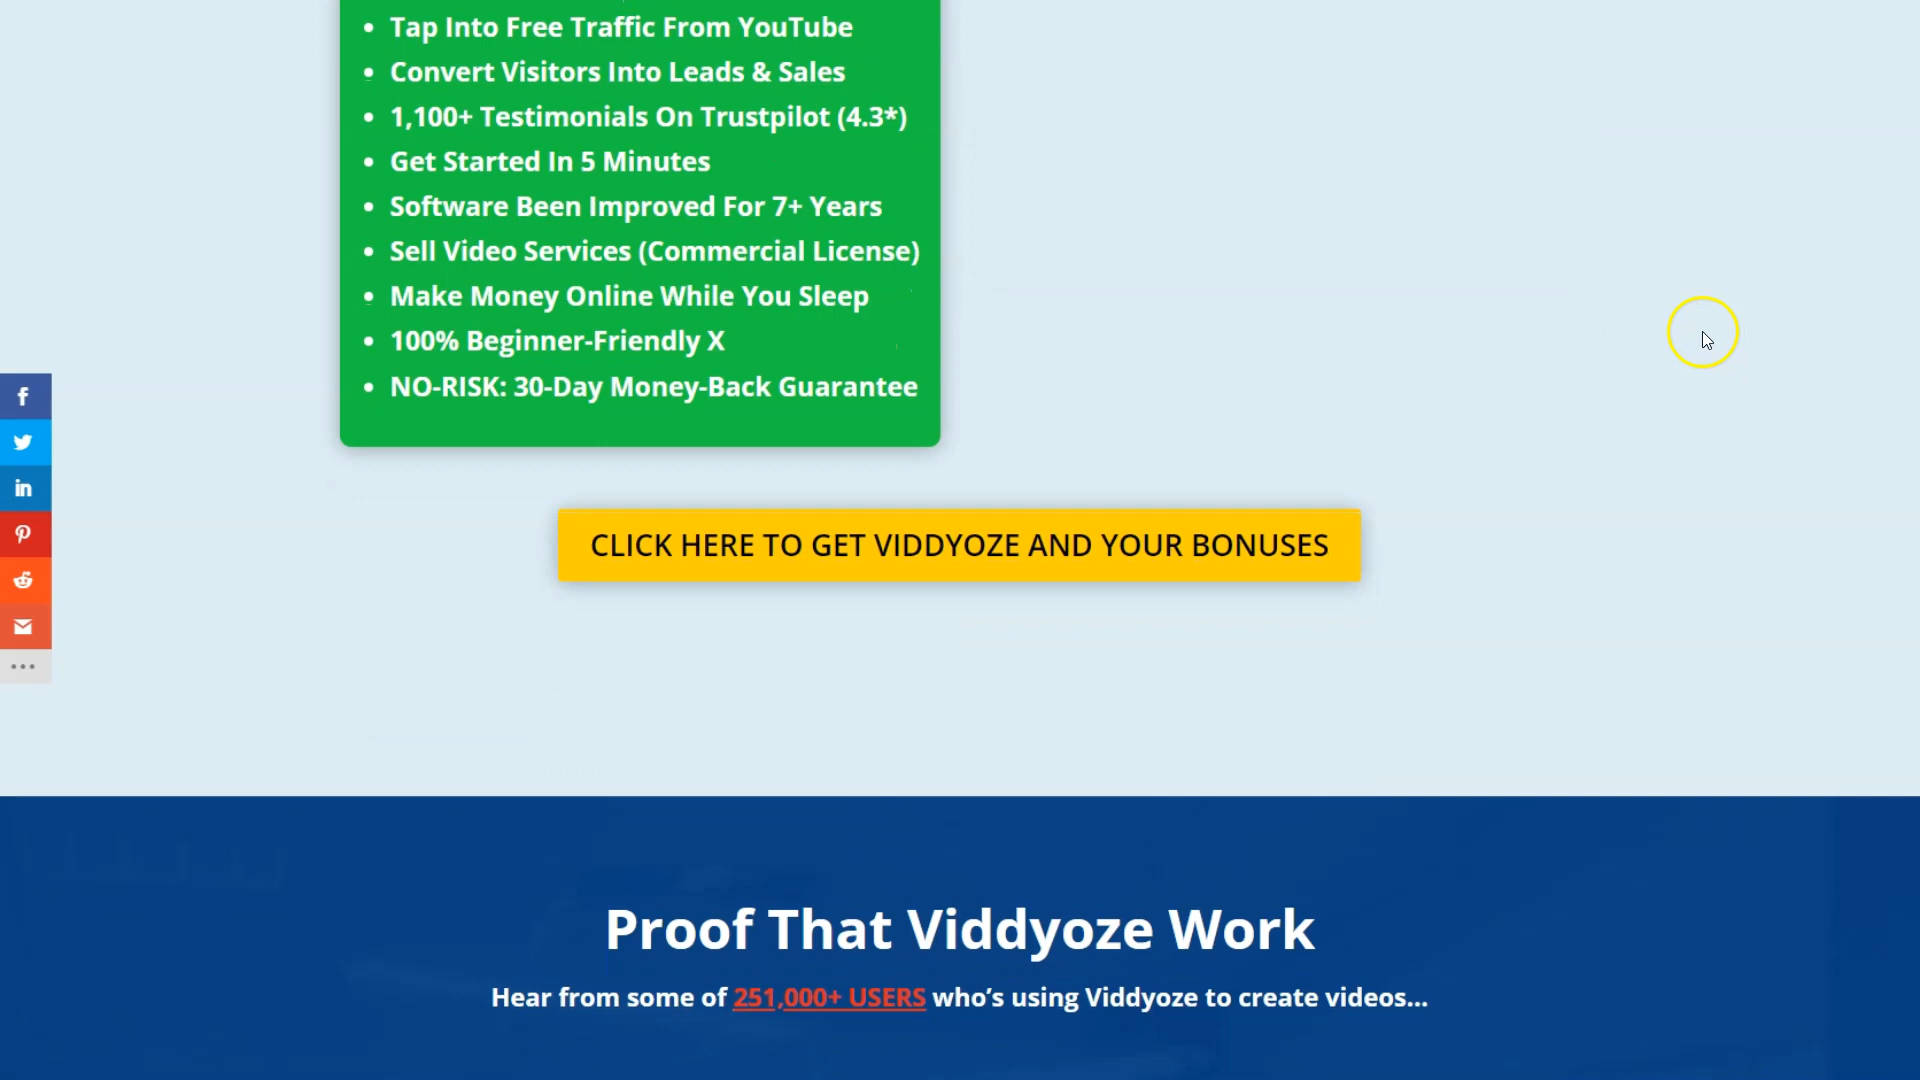 Tap Into Free Traffic From YouTube
Convert Visitors Into Leads & Sales
1,100+ Testimonials On Trustpilot (4.3*)
Get Started In 5 Minutes
Software Been Improved For 7+ Years
Sell Video Services (Commercial License)
Make Money Online While You Sleep
100% Beginner-Friendly X
NO-RISK: 30-Day Money-Back Guarantee
CLICK HERE TO GET VIDDYOZE AND YOUR BONUSES
Proof That Viddyoze Work
Hear from some of 251,000+ USERS who's using Viddyoze to create videos...